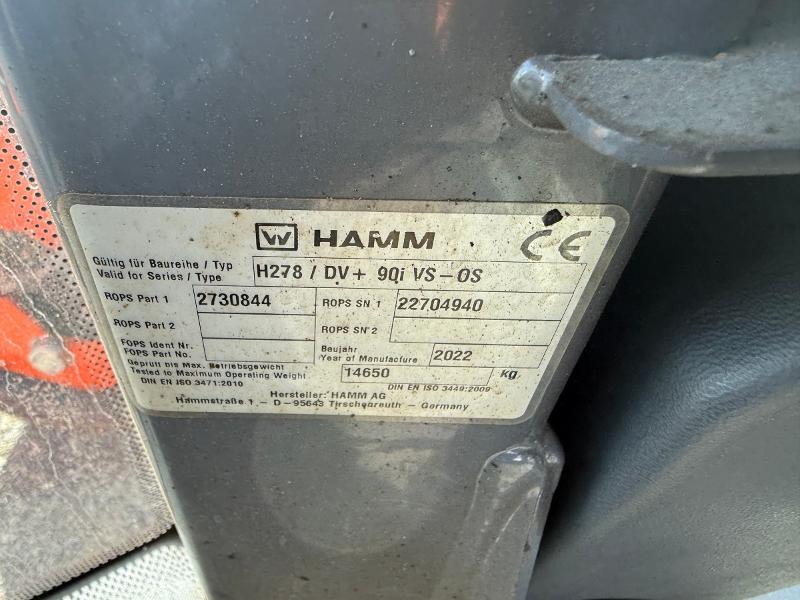 W HAMM CE
Gültig für Baureihe / Typ
Valid for Series / Type H278 / DV+ 90i VS-OS
ROPS Part 1 2730844 ROPS SN 1 22704940
ROPS Part 2 ROPS SN 2
FOPS Ident Nr.
FOPS Part No.
Baujahr
Year of Manufacture 2022
Geprüft bis Max. Betriebsgewicht
Tested to Maximum Operating Weight 14650 kg
DIN EN ISO 3471:2010 DIN EN ISO 3449:2009
Hersteller: HAMM AG
Hammstraße 1 - D-95643 Tirschenreuth - Germany